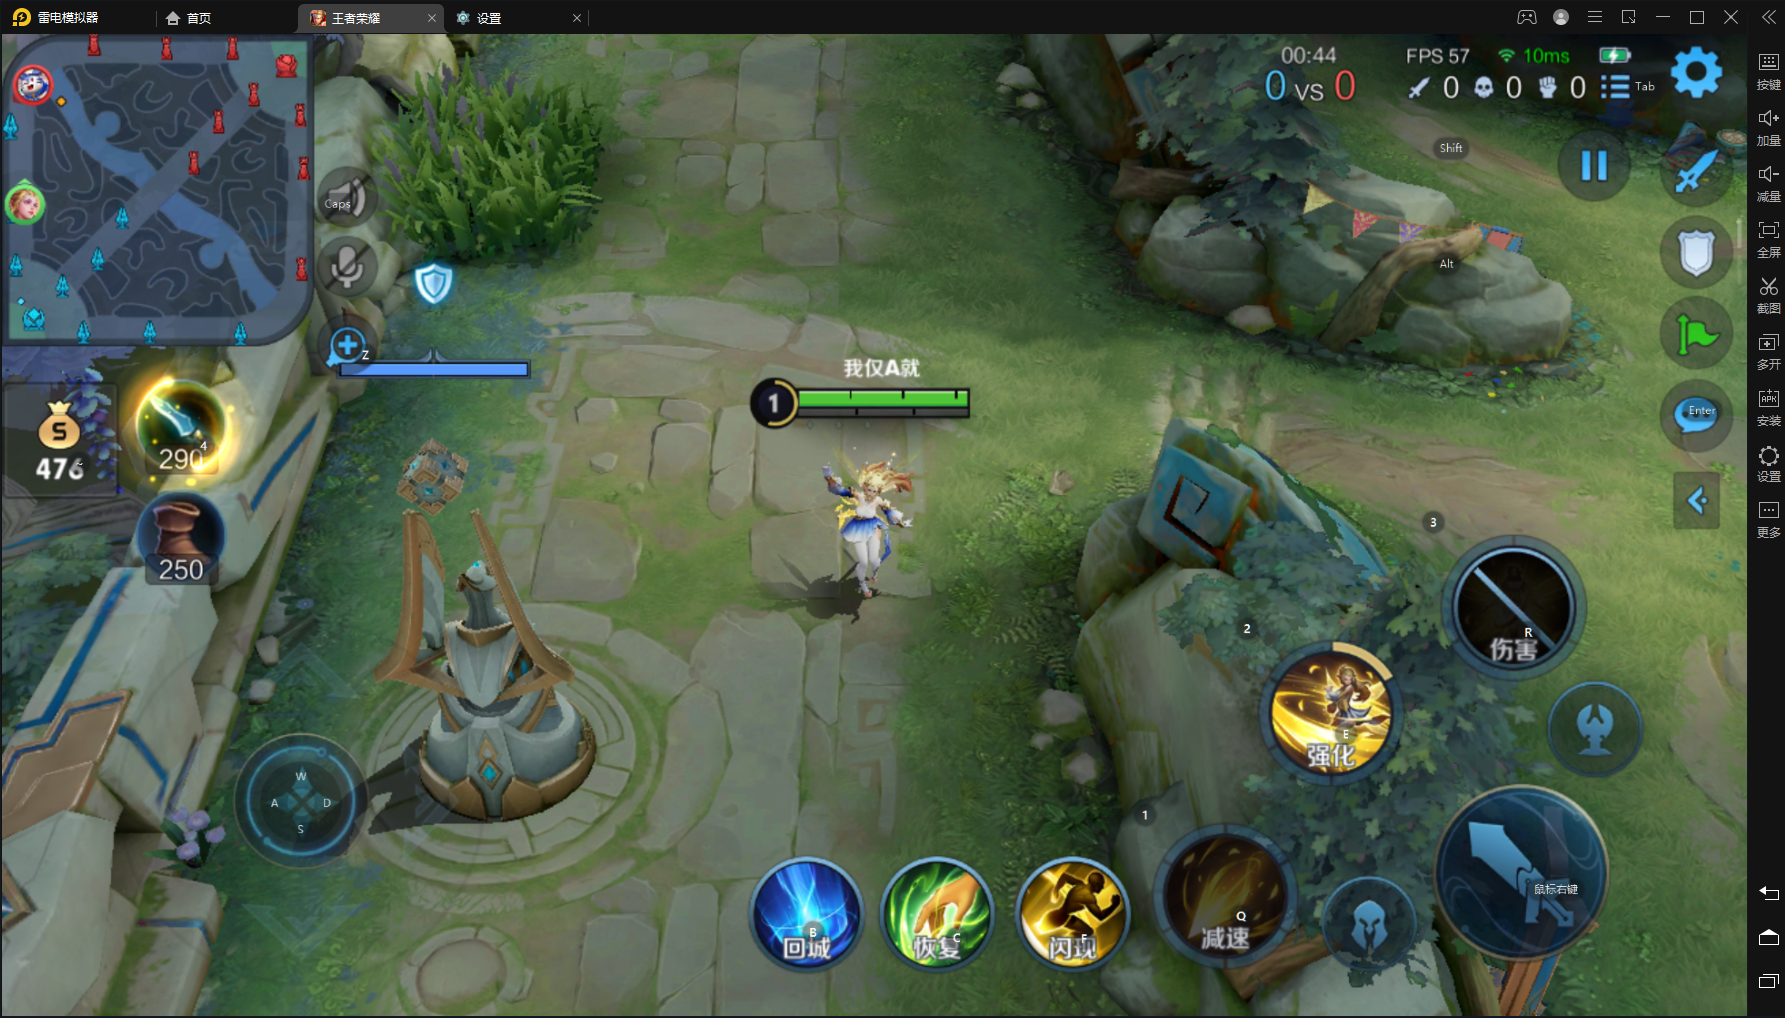 雷电模拟器
首页
王者荣耀
设置
00:44
FPS 57
10ms
0 VS 0
0
0
0
Tab
按键
加量
减量
全屏
截图
多开
安装
设置
更多
Shift
Caps
Alt
Z
我仅A就
1
Enter
476
4
290
250
3
2
R
伤害
E
强化
W
A
D
S
1
鼠标右键
B
回城
C
恢复
F
闪现
Q
减速